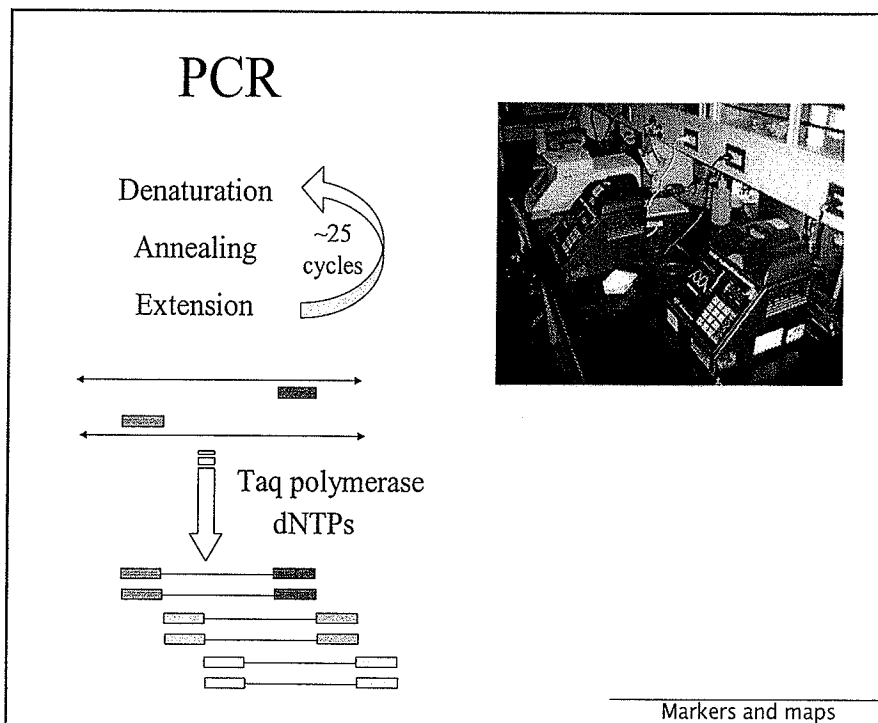 PCR
Denaturation
Annealing
Extension
~25
cycles
Taq polymerase
dNTPs
Markers and maps